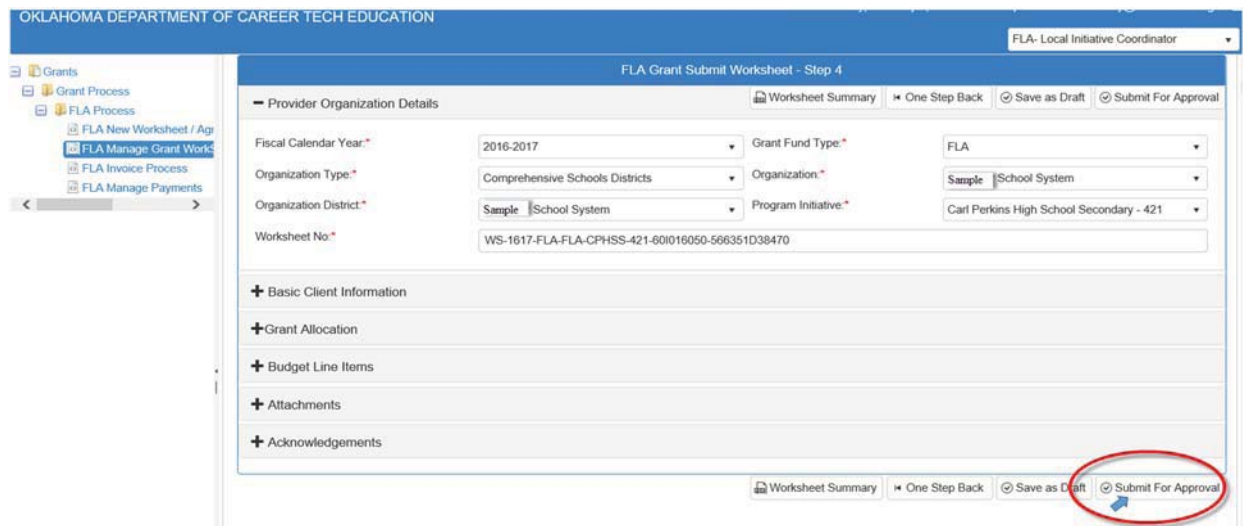 OKLAHOMA DEPARTMENT OF CAREER TECH EDUCATION
FLA- Local Initiative Coordinator
Grants
Grant Process
FLA Process
FLA New Worksheet / Agr
FLA Manage Grant WorkS
FLA Invoice Process
FLA Manage Payments
FLA Grant Submit Worksheet - Step 4
Provider Organization Details
Worksheet Summary One Step Back Save as Draft Submit For Approval
Fiscal Calendar Year:* 2016-2017 Grant Fund Type:* FLA
Organization Type:* Comprehensive Schools Districts Organization:* Sample School System
Organization District:* Sample School System Program Initiative:* Carl Perkins High School Secondary - 421
Worksheet No:* WS-1617-FLA-FLA-CPHSS-421-60I016050-566351D38470
Basic Client Information
Grant Allocation
Budget Line Items
Attachments
Acknowledgements
Worksheet Summary One Step Back Save as Draft Submit For Approval